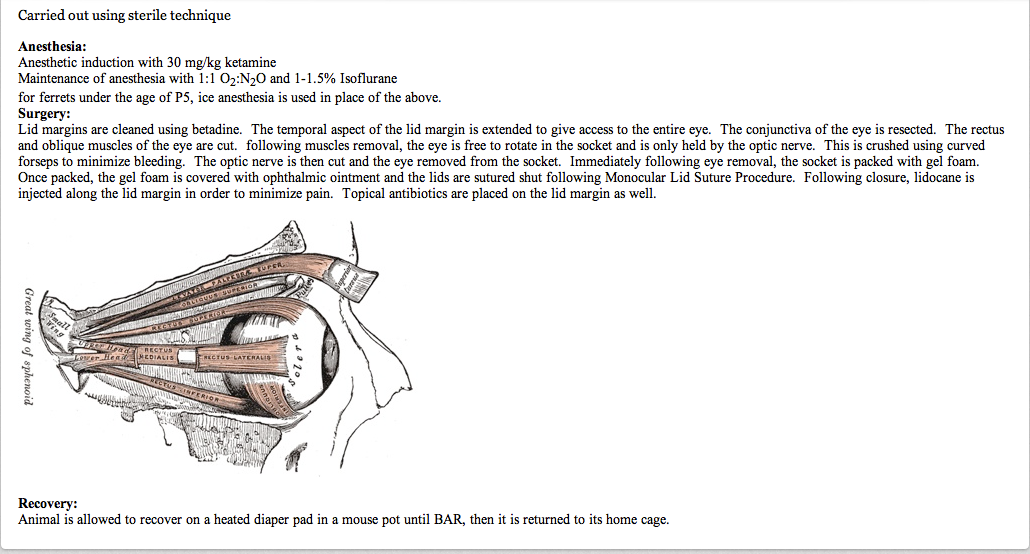 Carried out using sterile technique
Anesthesia:
Anesthetic induction with 30 mg/kg ketamine
Maintenance of anesthesia with 1:1 O₂:N₂O and 1-1.5% Isoflurane
for ferrets under the age of P5, ice anesthesia is used in place of the above.
Surgery:
Lid margins are cleaned using betadine. The temporal aspect of the lid margin is extended to give access to the entire eye. The conjunctiva of the eye is resected. The rectus
and oblique muscles of the eye are cut. following muscles removal, the eye is free to rotate in the socket and is only held by the optic nerve. This is crushed using curved
forseps to minimize bleeding. The optic nerve is then cut and the eye removed from the socket. Immediately following eye removal, the socket is packed with gel foam.
Once packed, the gel foam is covered with ophthalmic ointment and the lids are sutured shut following Monocular Lid Suture Procedure. Following closure, lidocane is
injected along the lid margin in order to minimize pain. Topical antibiotics are placed on the lid margin as well.
LEVATOR PALPEBRÆ SUPER.
OBLIQUUS SUPERIOR
Pulley
Superior
tarsus
RECTUS SUPERIOR
Small
wing
Great wing of sphenoid
Upper Head
Lower Head
RECTUS
MEDIALIS
RECTUS LATERALIS
Sclera
RECTUS INFERIOR
OBLIQUUS
INFERIOR
Recovery:
Animal is allowed to recover on a heated diaper pad in a mouse pot until BAR, then it is returned to its home cage.